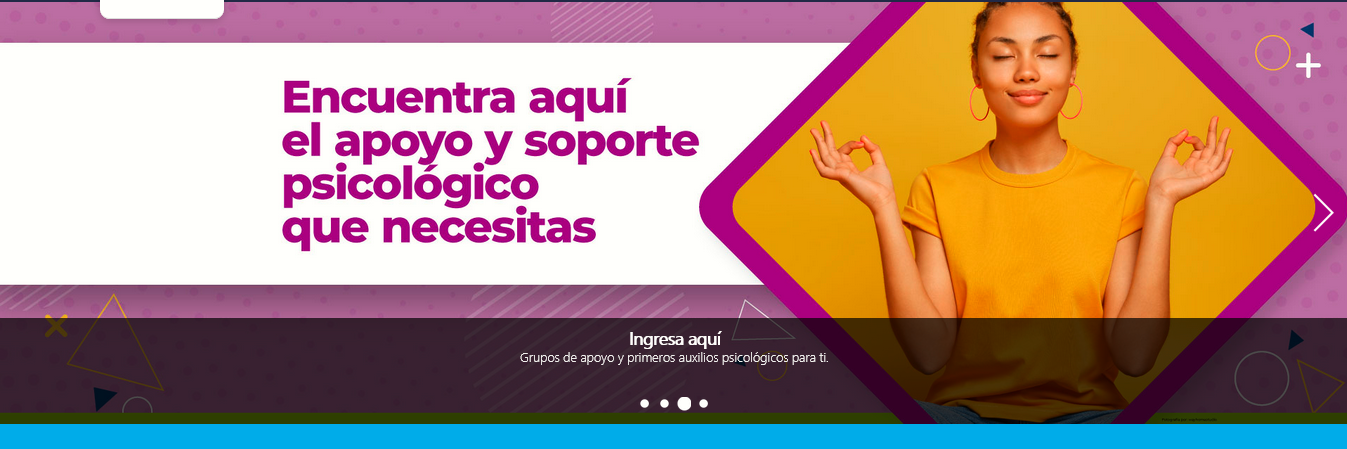 Encuentra aquí
el apoyo y soporte
psicológico
que necesitas
Ingresa aquí
Grupos de apoyo y primeros auxilios psicológicos para ti.